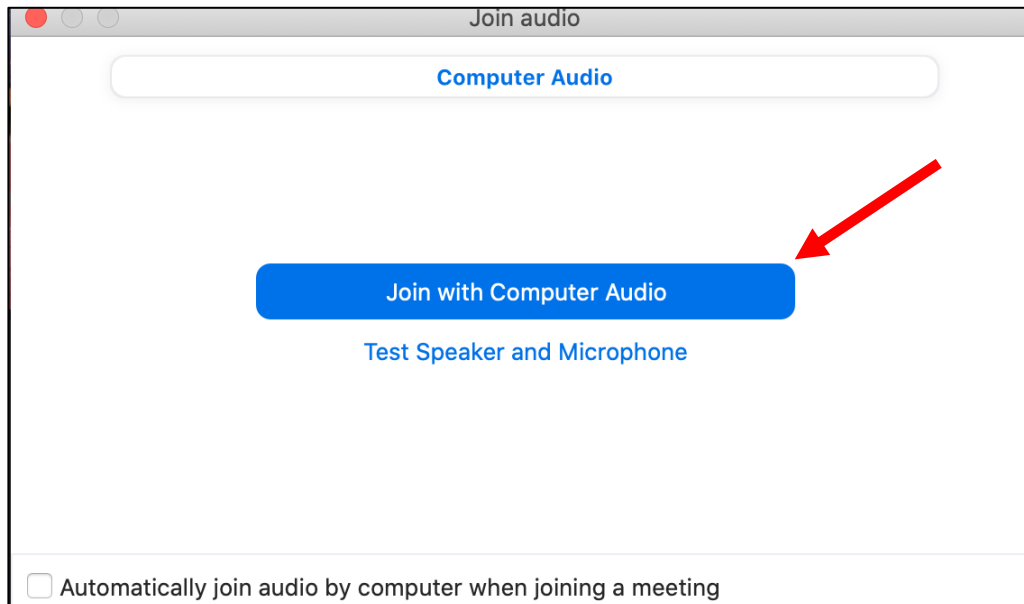 Join audio
Computer Audio
Join with Computer Audio
Test Speaker and Microphone
Automatically join audio by computer when joining a meeting